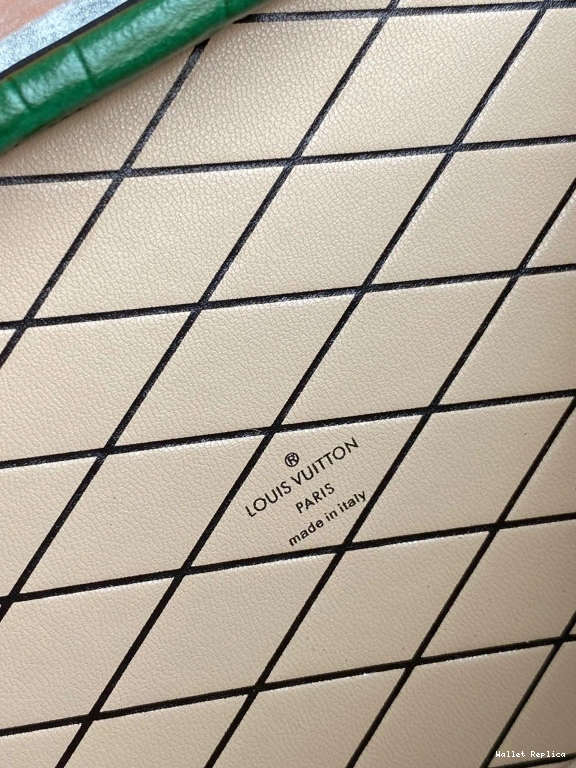 ®
LOUIS VUITTON
PARIS
made in italy
Wallet Replica